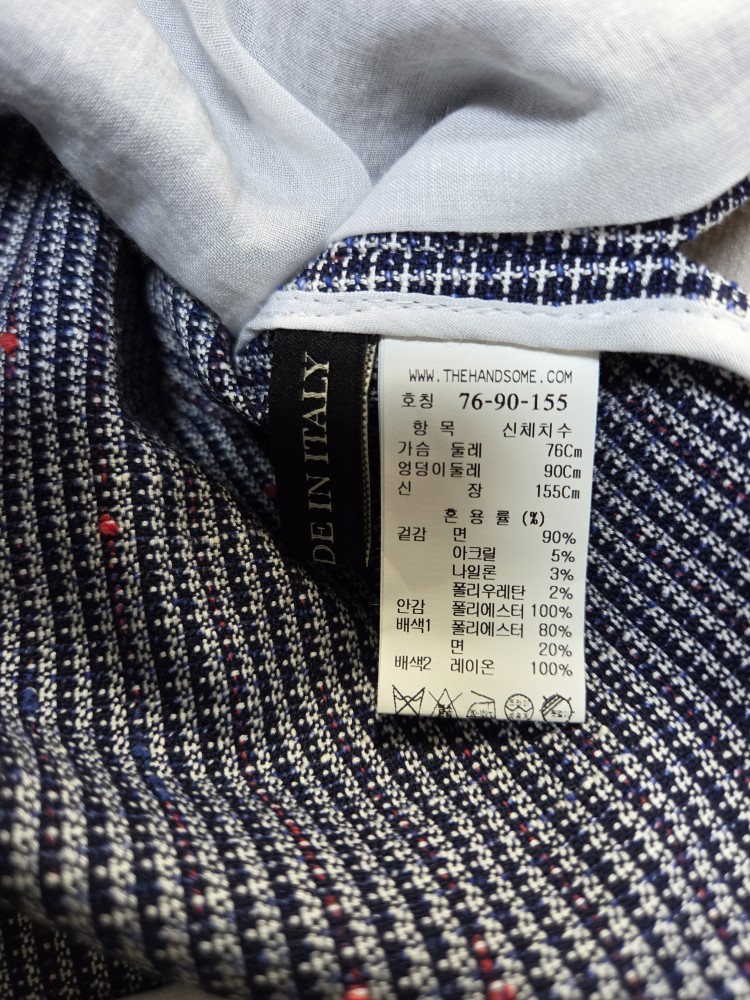 DE IN ITALY
WWW.THEHANDSOME.COM
호칭 76-90-155
항 목 신체치수
가슴 둘레 76Cm
엉덩이둘레 90Cm
신 장 155Cm
혼 용 률 (%)
겉감 면 90%
아크릴 5%
나일론 3%
폴리우레탄 2%
안감 폴리에스터 100%
배색1 폴리에스터 80%
면 20%
배색2 레이온 100%